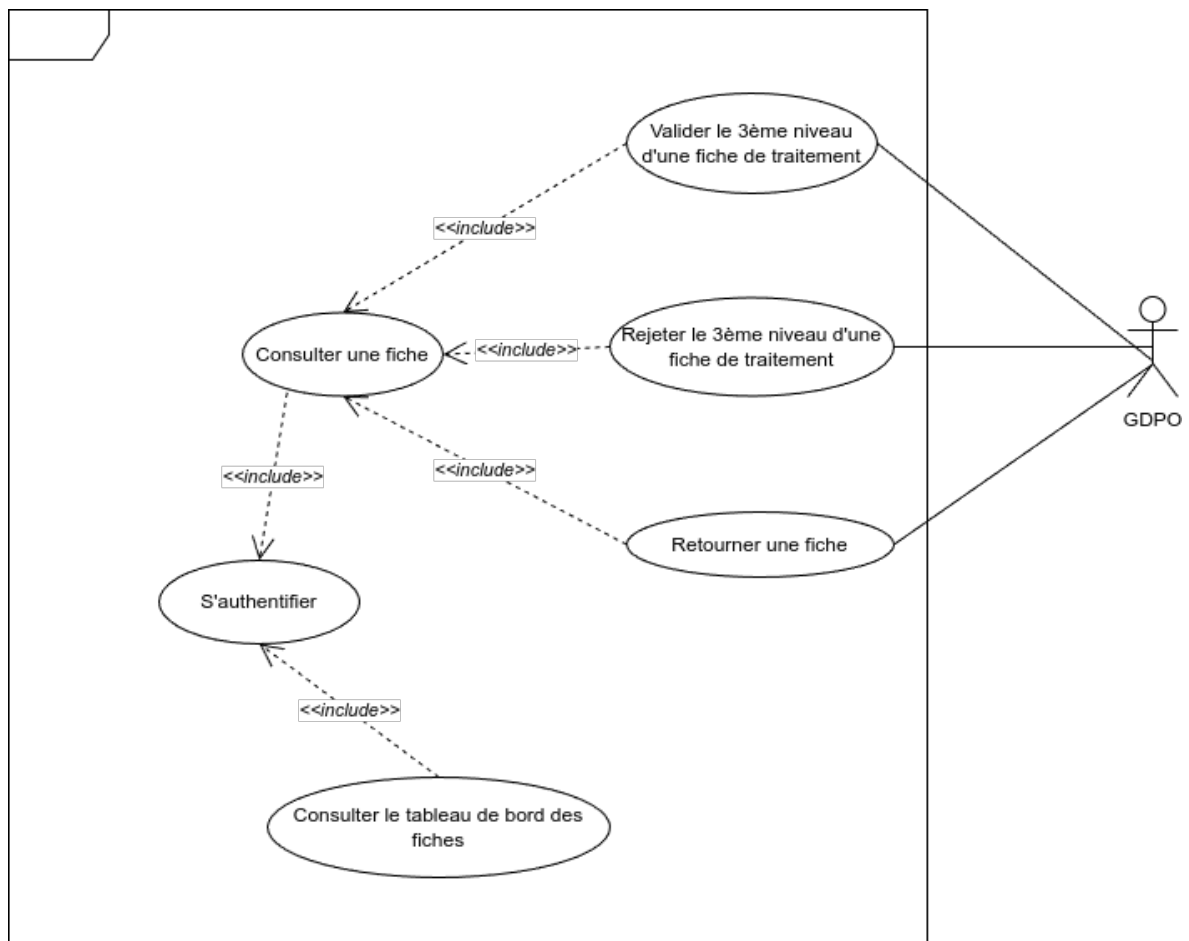 Valider le 3ème niveau
d'une fiche de traitement
<<include>>
Rejeter le 3ème niveau d'une
fiche de traitement
<<include>>
Consulter une fiche
GDPO
<<include>>
<<include>>
Retourner une fiche
S'authentifier
<<include>>
Consulter le tableau de bord des
fiches